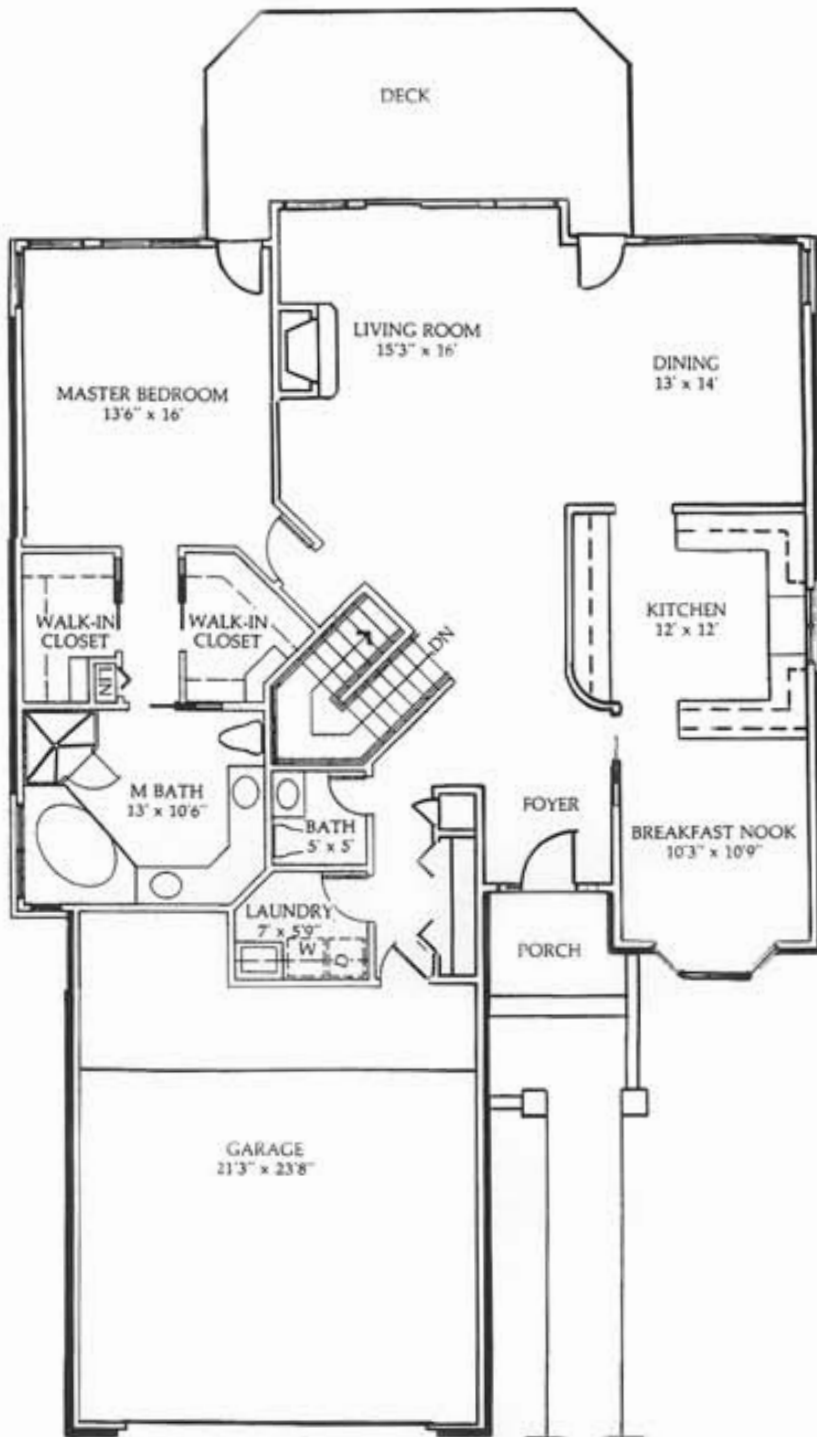 DECK
LIVING ROOM
15'3" x 16'
DINING
13' x 14'
MASTER BEDROOM
13'6" x 16'
WALK-IN
CLOSET
WALK-IN
CLOSET
LIN
DN
KITCHEN
12' x 12'
M BATH
13' x 10'6"
BATH
5' x 5'
FOYER
BREAKFAST NOOK
10'3" x 10'9"
LAUNDRY
7' x 5'9"
W
D
PORCH
GARAGE
21'3" x 23'8"